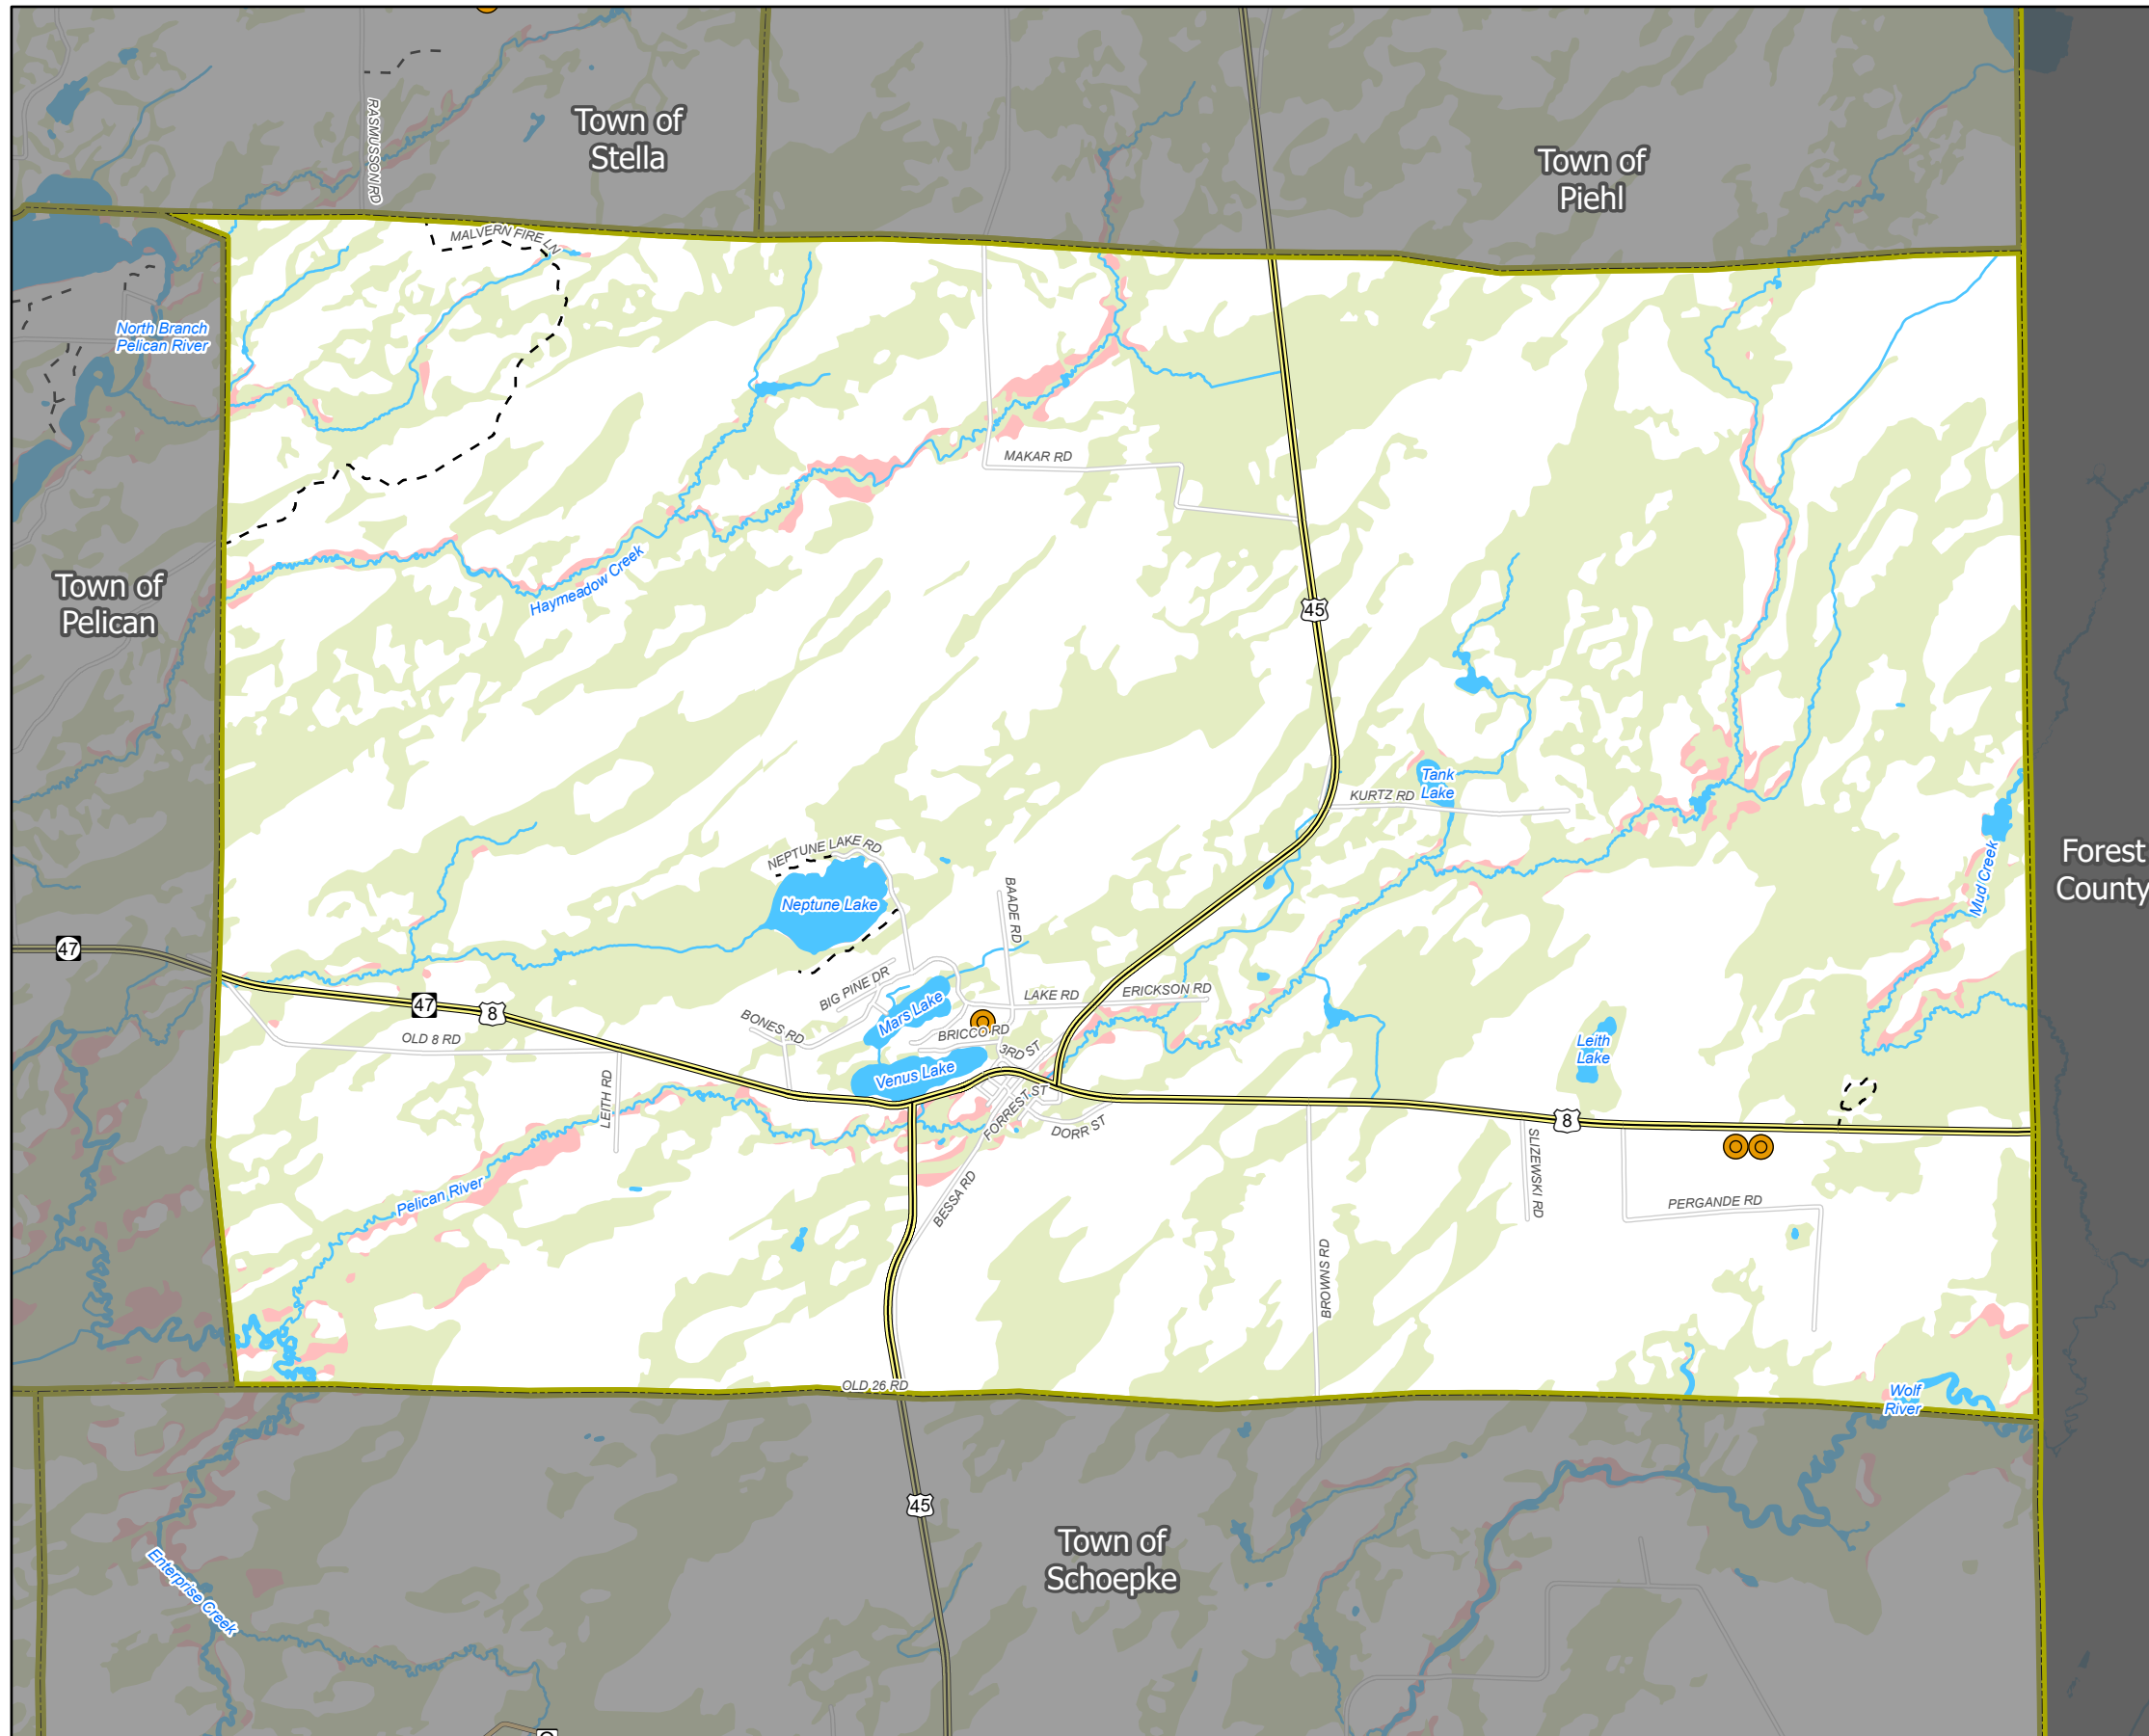 RASMUSSON RD
Town of
Stella
Town of
Piehl
MALVERN FIRE LN
North Branch
Pelican River
MAKAR RD
Haymeadow Creek
Town of
Pelican
45
Tank
Lake
KURTZ RD
NEPTUNE LAKE RD
Forest
County
Mud Creek
Neptune Lake
BAADE RD
47
BIG PINE DR
LAKE RD
ERICKSON RD
47
8
Mars Lake
BONES RD
BRICCO RD
OLD 8 RD
3RD ST
Leith
Lake
Venus Lake
LEITH RD
FORREST ST
DORR ST
8
SLIZEWSKI RD
Pelican River
BESSA RD
PERGANDE RD
BROWNS RD
OLD 26 RD
Wolf
River
45
Town of
Schoepke
Enterprise Creek